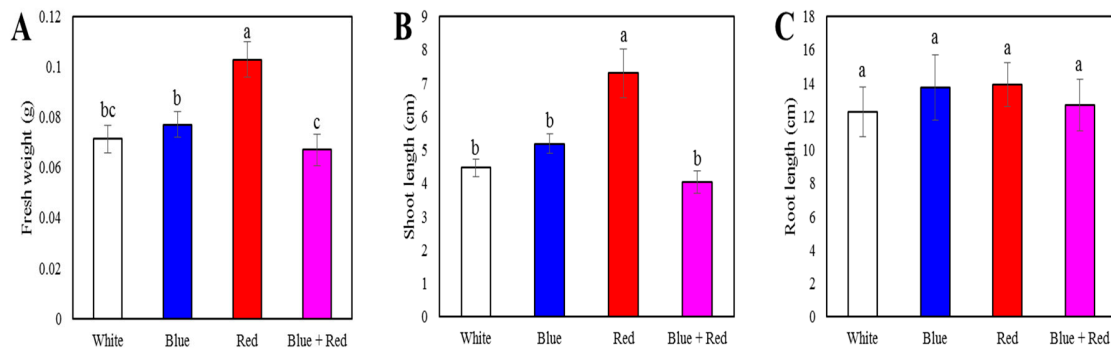 A
Fresh weight (g)
0.12
0.1
0.08
0.06
0.04
0.02
0
bc
b
a
c
White Blue Red Blue + Red
B
Shoot length (cm)
9
8
7
6
5
4
3
2
1
0
b
b
a
b
White Blue Red Blue + Red
C
Root length (cm)
18
16
14
12
10
8
6
4
2
0
a
a
a
a
White Blue Red Blue + Red